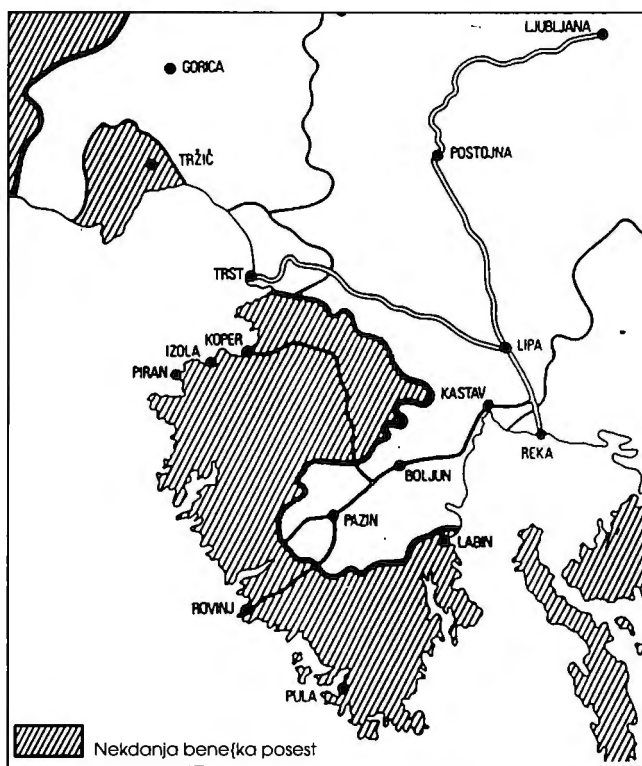 LJUBLJANA
GORICA
TRŽIČ
POSTOJNA
TRST
KOPER
LIPA
IZOLA
PIRAN
KASTAV
REKA
BOLJUN
PAZIN
LABIN
ROVINJ
PULA
Nekdanja bene{ka posest